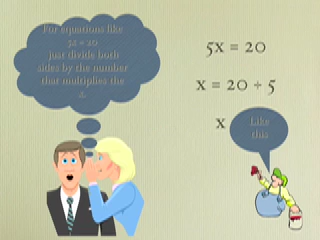 For equations like
5x = 20
just divide both
sides by the number
that multiplies the
x.
5x = 20
x = 20 ÷ 5
x
Like
this